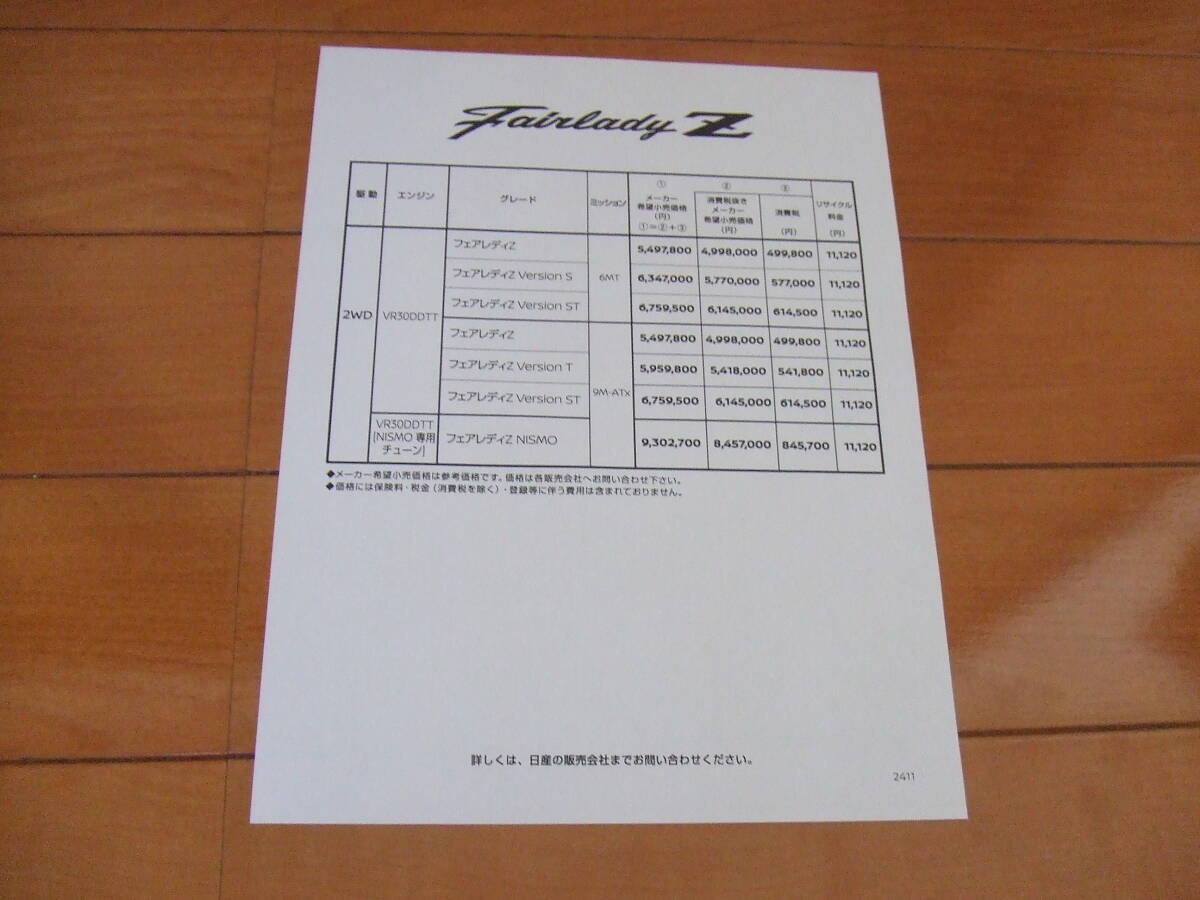 Fairlady Z
駆動 エンジン グレード ミッション ① メーカー希望小売価格(円) ①=②+③ ② 消費税抜きメーカー希望小売価格(円) ③ 消費税(円) リサイクル料金(円)
フェアレディZ 5,497,800 4,998,000 499,800 11,120
フェアレディZ Version S 6MT 6,347,000 5,770,000 577,000 11,120
フェアレディZ Version ST 6,759,500 6,145,000 614,500 11,120
2WD VR30DDTT
フェアレディZ 5,497,800 4,998,000 499,800 11,120
フェアレディZ Version T 5,959,800 5,418,000 541,800 11,120
9M-ATx
フェアレディZ Version ST 6,759,500 6,145,000 614,500 11,120
VR30DDTT
[NISMO 専用
チューン]
フェアレディZ NISMO 9,302,700 8,457,000 845,700 11,120
◆メーカー希望小売価格は参考価格です。価格は各販売会社へお問い合わせ下さい。
◆価格には保険料・税金(消費税を除く)・登録等に伴う費用は含まれておりません。
詳しくは、日産の販売会社までお問い合わせください。
2411